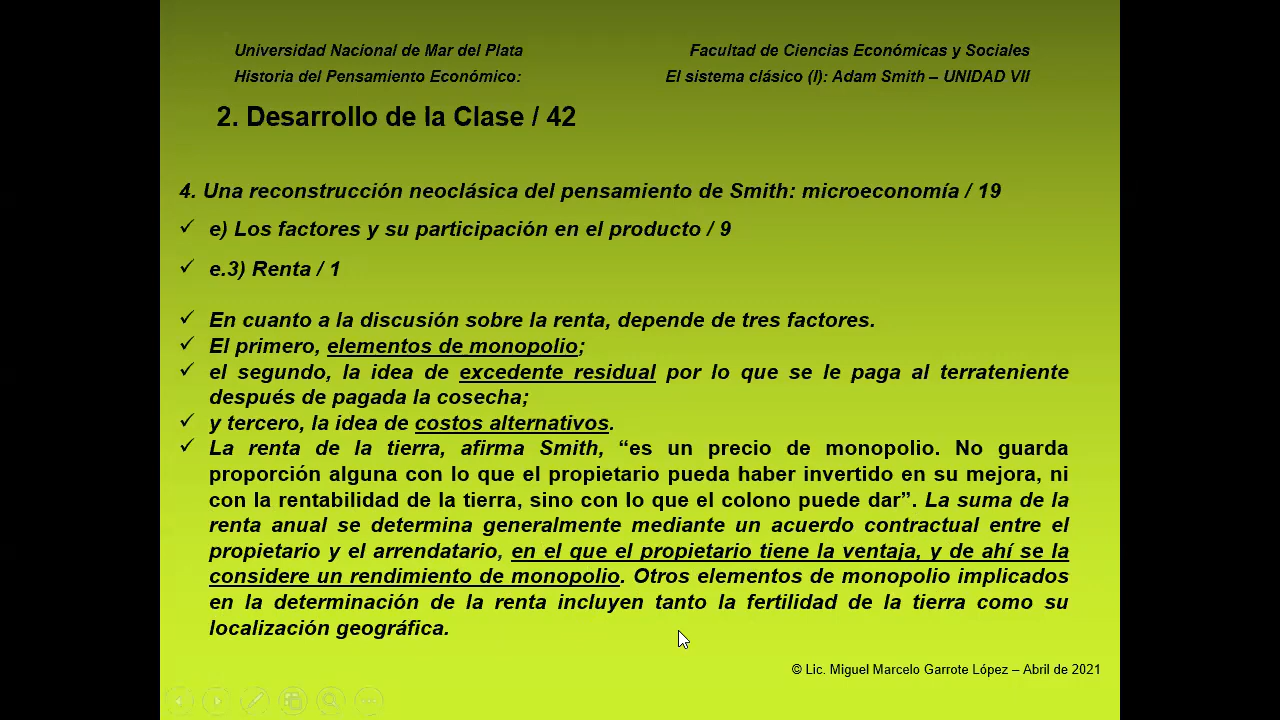 Universidad Nacional de Mar del Plata
Facultad de Ciencias Económicas y Sociales
Historia del Pensamiento Económico:
El sistema clásico (I): Adam Smith – UNIDAD VII
2. Desarrollo de la Clase / 42
4. Una reconstrucción neoclásica del pensamiento de Smith: microeconomía / 19
✓ e) Los factores y su participación en el producto / 9
✓ e.3) Renta / 1
✓ En cuanto a la discusión sobre la renta, depende de tres factores.
✓ El primero, elementos de monopolio;
✓ el segundo, la idea de excedente residual por lo que se le paga al terrateniente
después de pagada la cosecha;
✓ y tercero, la idea de costos alternativos.
✓ La renta de la tierra, afirma Smith, “es un precio de monopolio. No guarda
proporción alguna con lo que el propietario pueda haber invertido en su mejora, ni
con la rentabilidad de la tierra, sino con lo que el colono puede dar”. La suma de la
renta anual se determina generalmente mediante un acuerdo contractual entre el
propietario y el arrendatario, en el que el propietario tiene la ventaja, y de ahí se la
considere un rendimiento de monopolio. Otros elementos de monopolio implicados
en la determinación de la renta incluyen tanto la fertilidad de la tierra como su
localización geográfica.
© Lic. Miguel Marcelo Garrote López – Abril de 2021